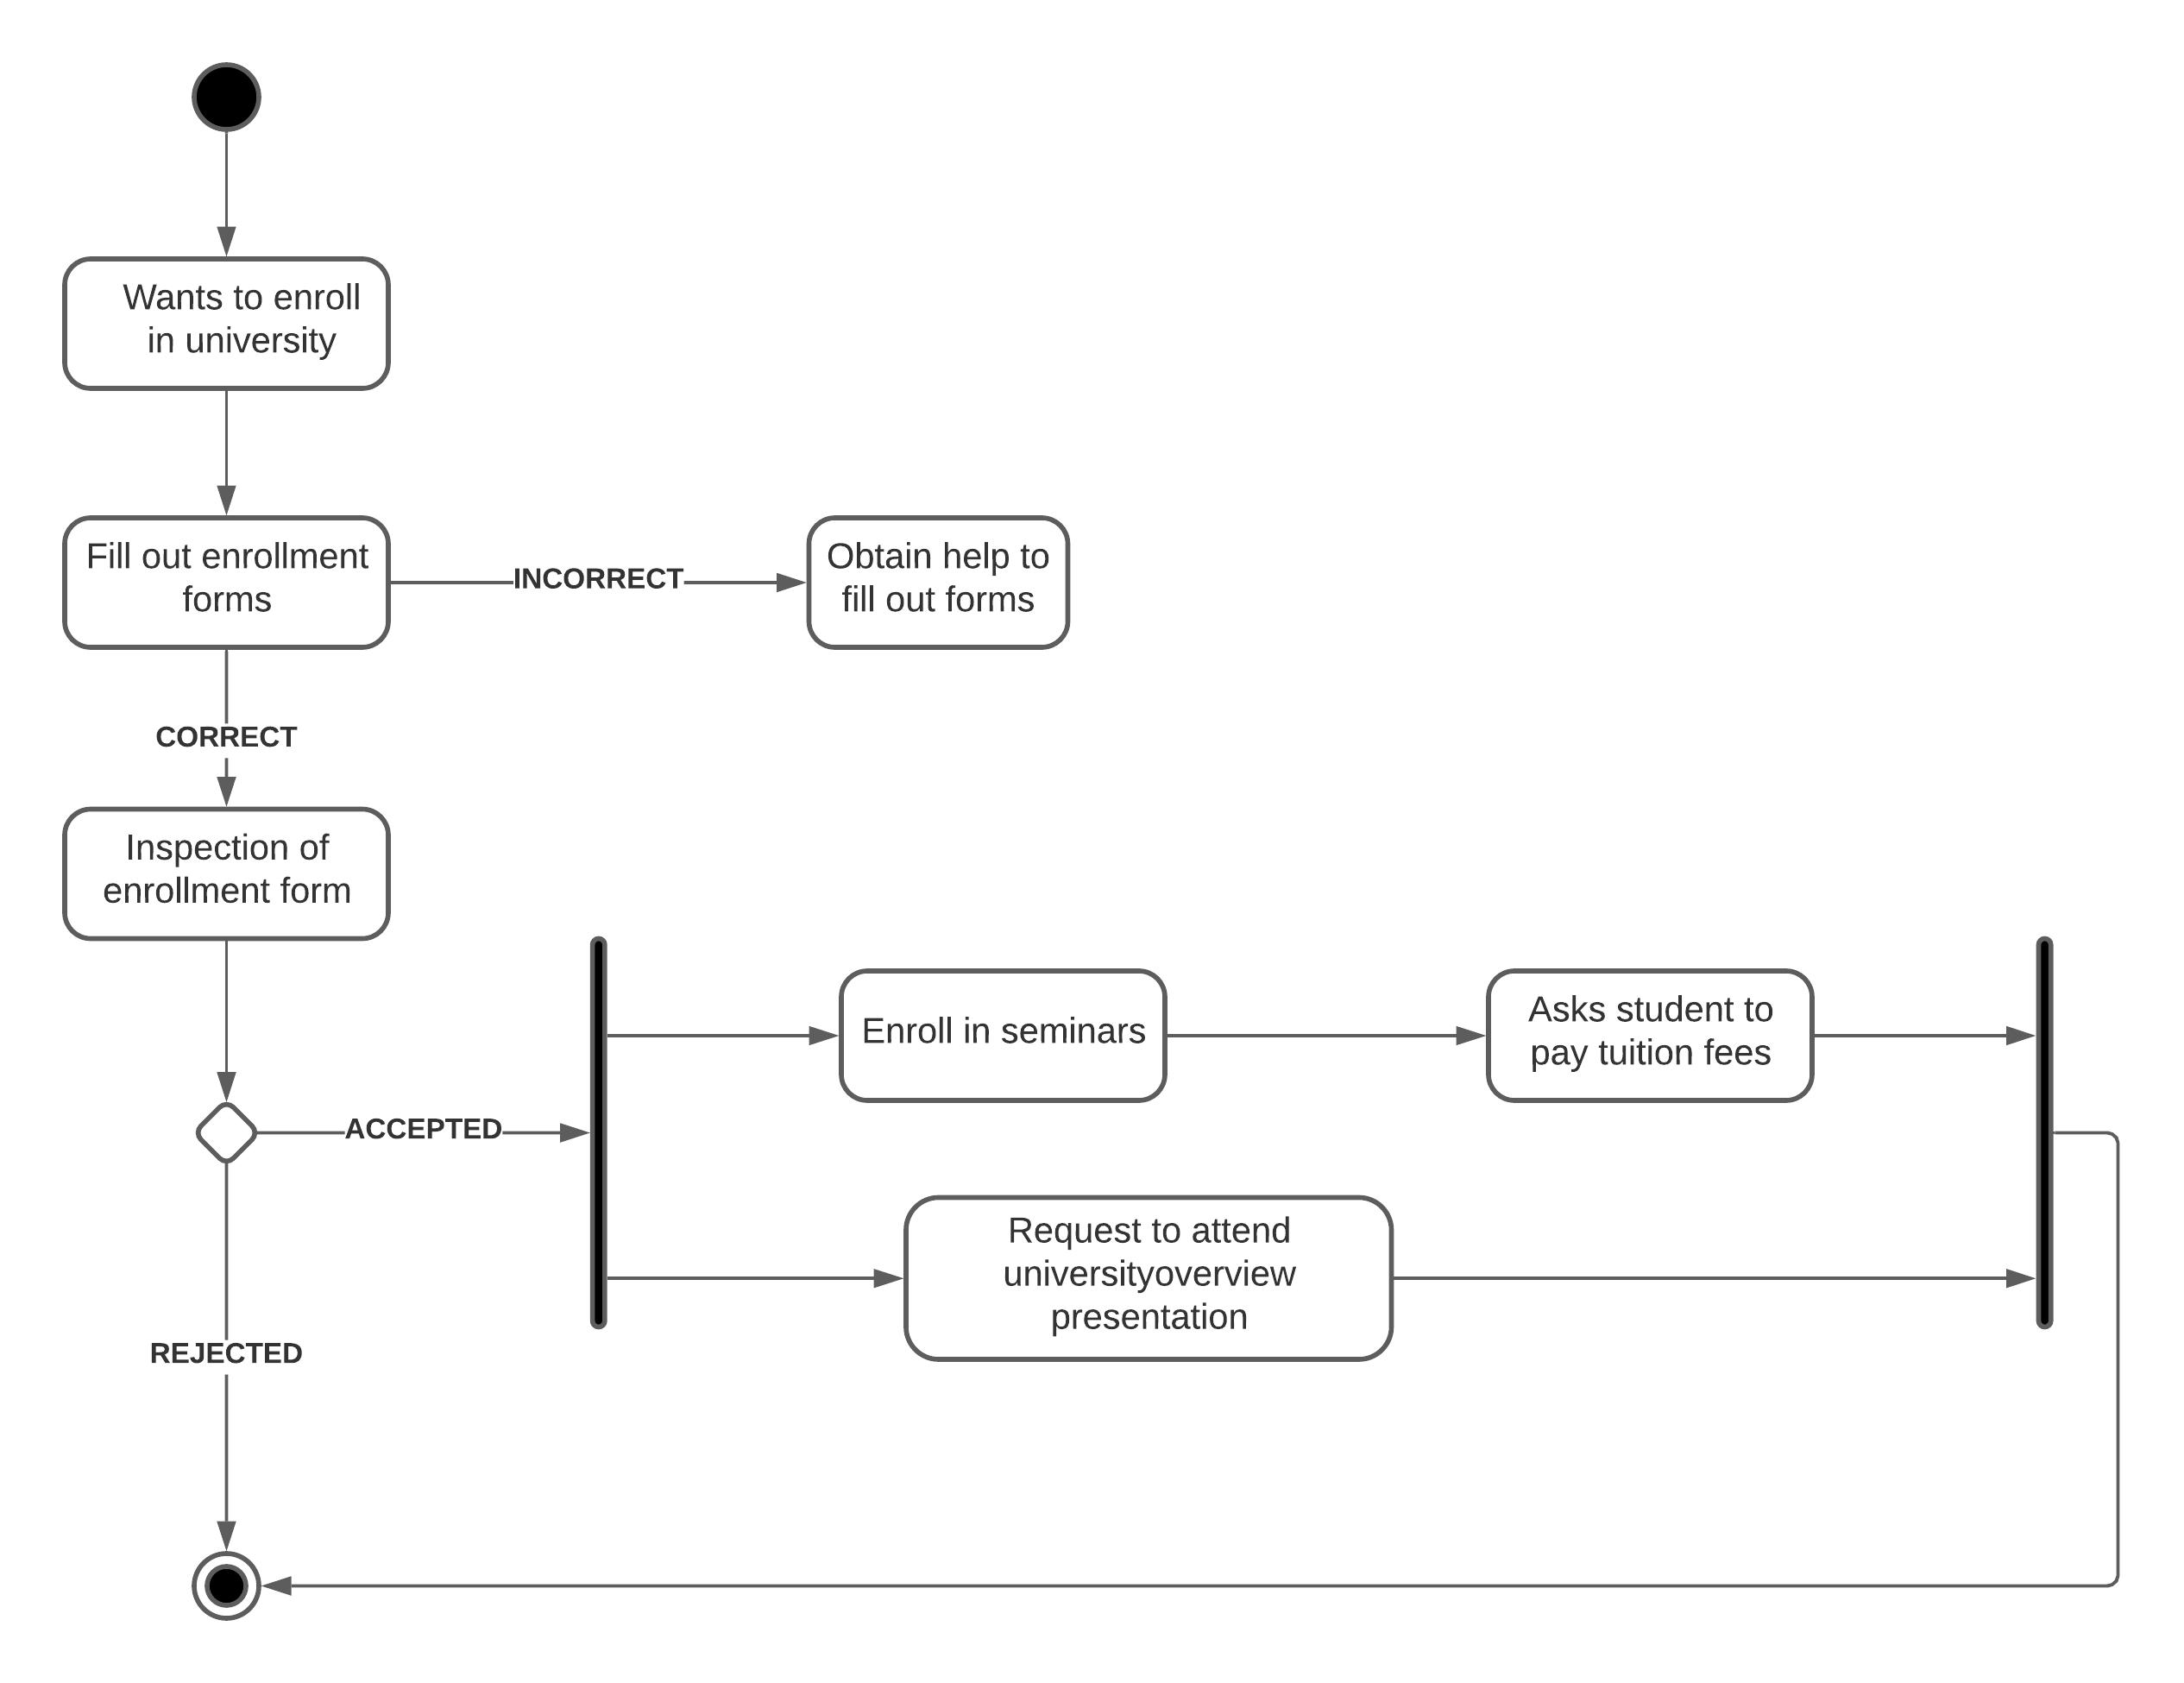 Wants to enroll
in university
Fill out enrollment
forms
INCORRECT
Obtain help to
fill out forms
CORRECT
Inspection of
enrollment form
ACCEPTED
Enroll in seminars
Asks student to
pay tuition fees
Request to attend
universityoverview
presentation
REJECTED